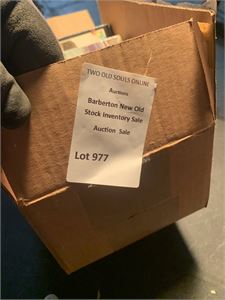 TWO OLD SOULS ONLINE
Auctions
Barberton New Old
Stock Inventory Sale
Auction Sale
Lot 977